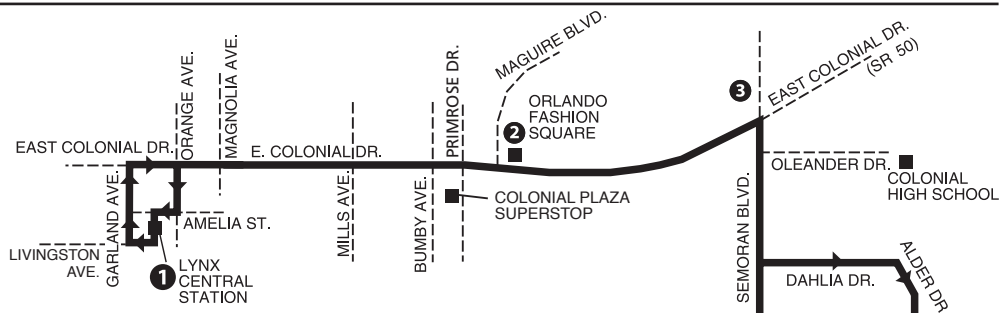 EAST COLONIAL DR.
GARLAND AVE.
LIVINGSTON
AVE.
ORANGE AVE.
MAGNOLIA AVE.
AMELIA ST.
1
LYNX
CENTRAL
STATION
E. COLONIAL DR.
MILLS AVE.
BUMBY AVE.
PRIMROSE DR.
COLONIAL PLAZA
SUPERSTOP
MAGUIRE BLVD.
2
ORLANDO
FASHION
SQUARE
3
EAST COLONIAL DR.
(SR 50)
OLEANDER DR.
COLONIAL
HIGH SCHOOL
SEMORAN BLVD.
DAHLIA DR.
ALDER DR